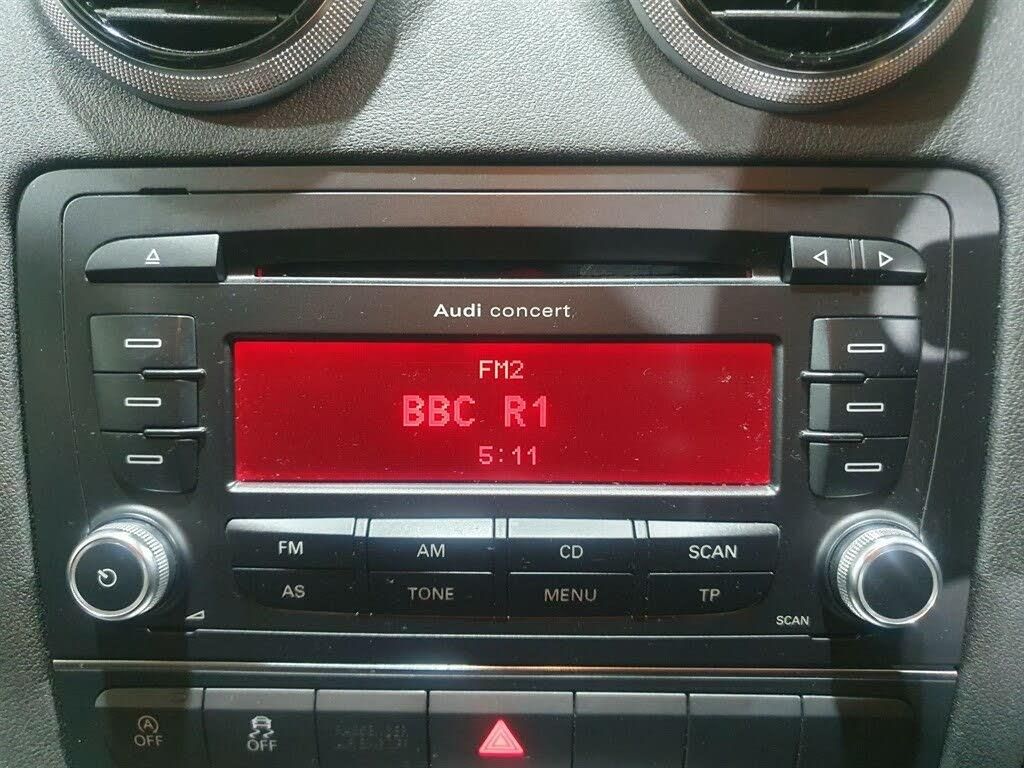 Audi concert
FM2
BBC R1
5:11
FM AM CD SCAN
AS TONE MENU TP
SCAN
A
OFF OFF